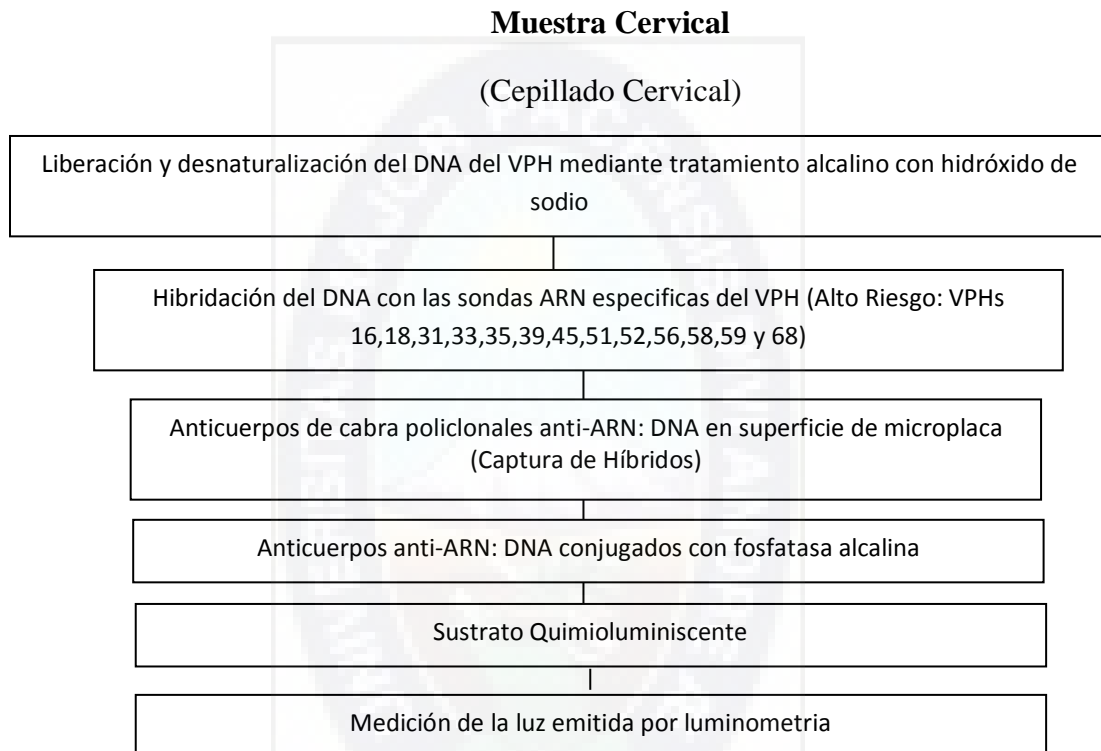 Muestra Cervical
(Cepillado Cervical)
Liberación y desnaturalización del DNA del VPH mediante tratamiento alcalino con hidróxido de
sodio
Hibridación del DNA con las sondas ARN especificas del VPH (Alto Riesgo: VPHs
16,18,31,33,35,39,45,51,52,56,58,59 y 68)
Anticuerpos de cabra policlonales anti-ARN: DNA en superficie de microplaca
(Captura de Híbridos)
Anticuerpos anti-ARN: DNA conjugados con fosfatasa alcalina
Sustrato Quimioluminiscente
Medición de la luz emitida por luminometria